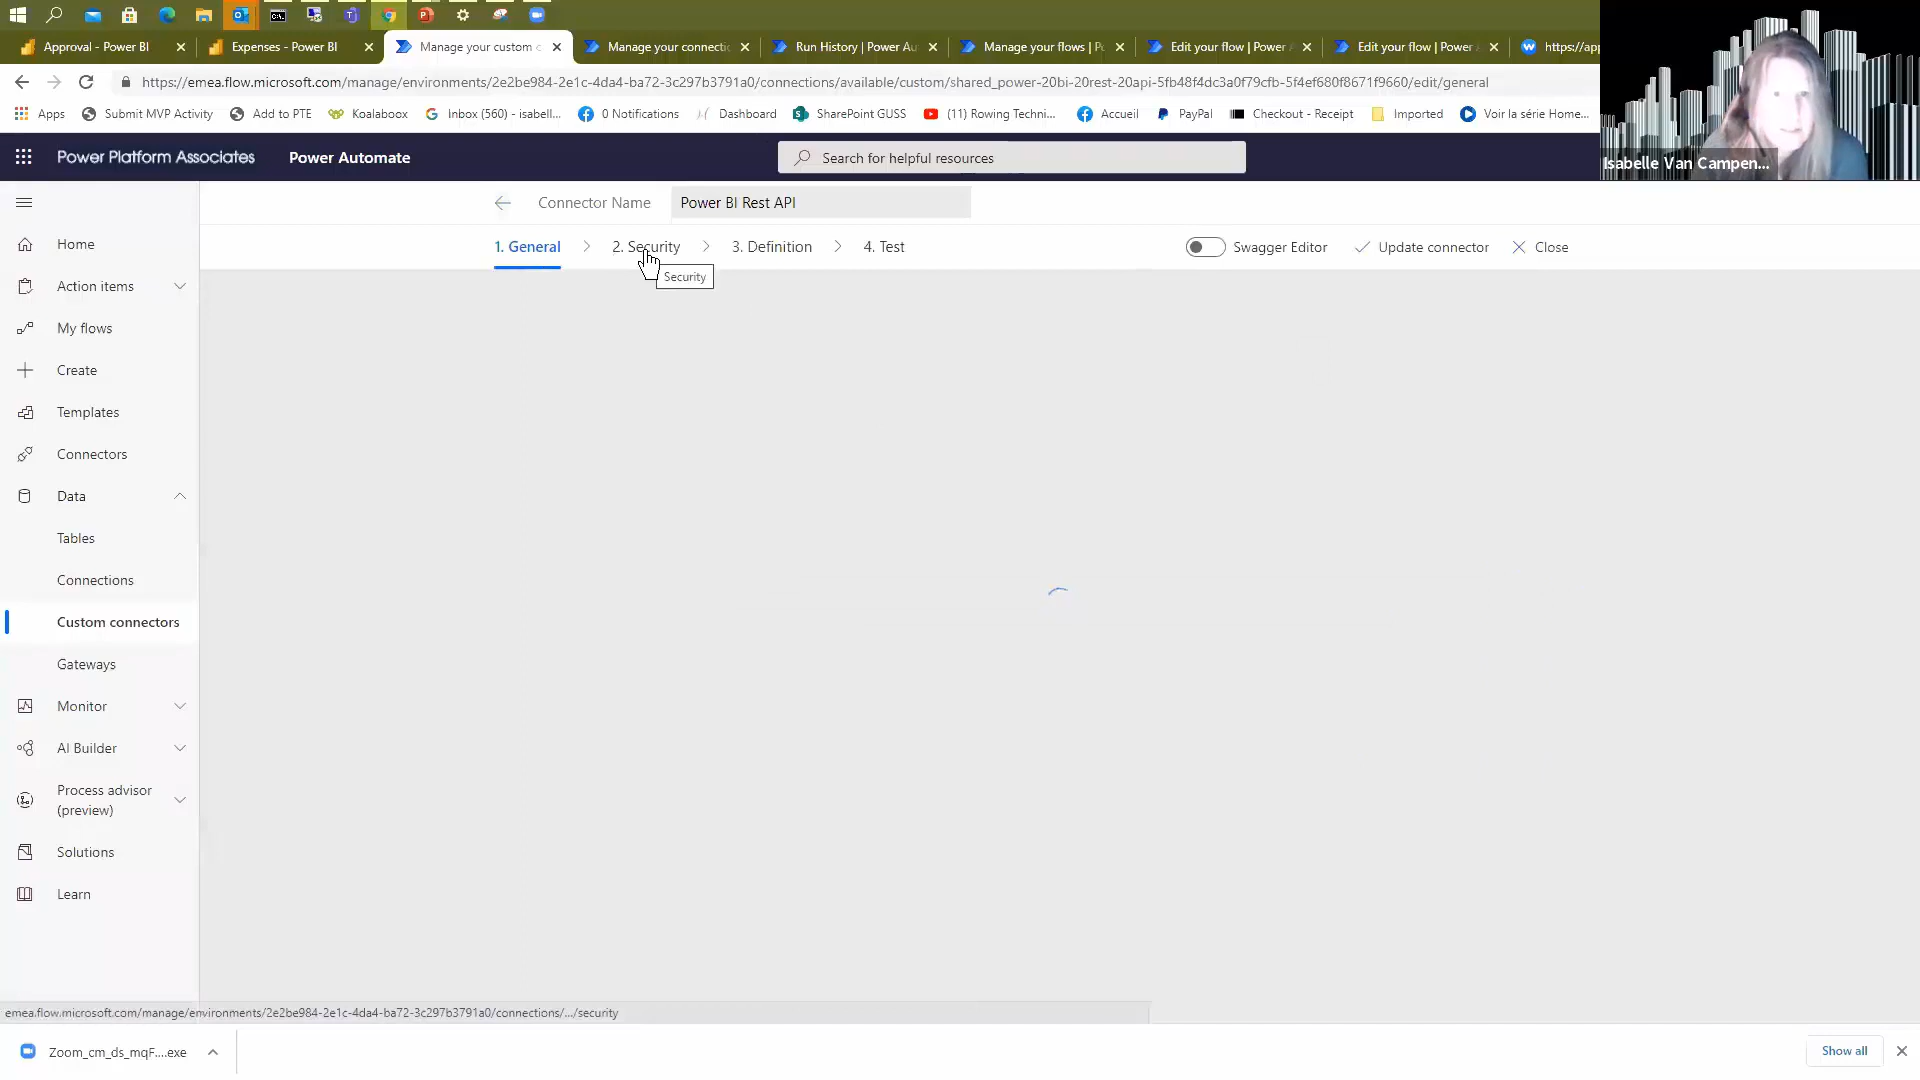 Approval - Power BI
Expenses - Power BI
Manage your custom c
Manage your connecti
Run History | Power Au
Manage your flows | P
Edit your flow | Power
Edit your flow | Power
https://ap
https://emea.flow.microsoft.com/manage/environments/2e2be984-2e1c-4da4-ba72-3c297b3791a0/connections/available/custom/shared_power-20bi-20rest-20api-5fb48f4dc3a0f79cfb-5f4ef680f8671f9660/edit/general
Apps
Submit MVP Activity
Add to PTE
Koalaboox
Inbox (560) - isabell...
0 Notifications
Dashboard
SharePoint GUSS
(11) Rowing Techni...
Accueil
PayPal
Checkout - Receipt
Imported
Voir la série Home...
Isabelle Van Campen...
Power Platform Associates
Power Automate
Search for helpful resources
Connector Name
Power BI Rest API
1. General
2. Security
3. Definition
4. Test
Swagger Editor
Update connector
Close
Security
Home
Action items
My flows
Create
Templates
Connectors
Data
Tables
Connections
Custom connectors
Gateways
Monitor
AI Builder
Process advisor
(preview)
Solutions
Learn
emea.flow.microsoft.com/manage/environments/2e2be984-2e1c-4da4-ba72-3c297b3791a0/connections/.../security
Zoom_cm_ds_mqF....exe
Show all